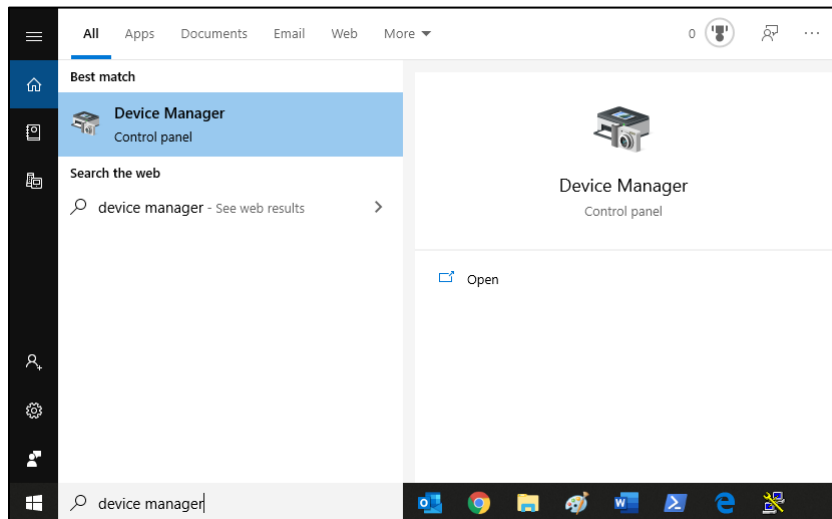 All Apps Documents Email Web More 0 ...
Best match
Device Manager
Control panel
Search the web
device manager - See web results
Device Manager
Control panel
Open
device manager